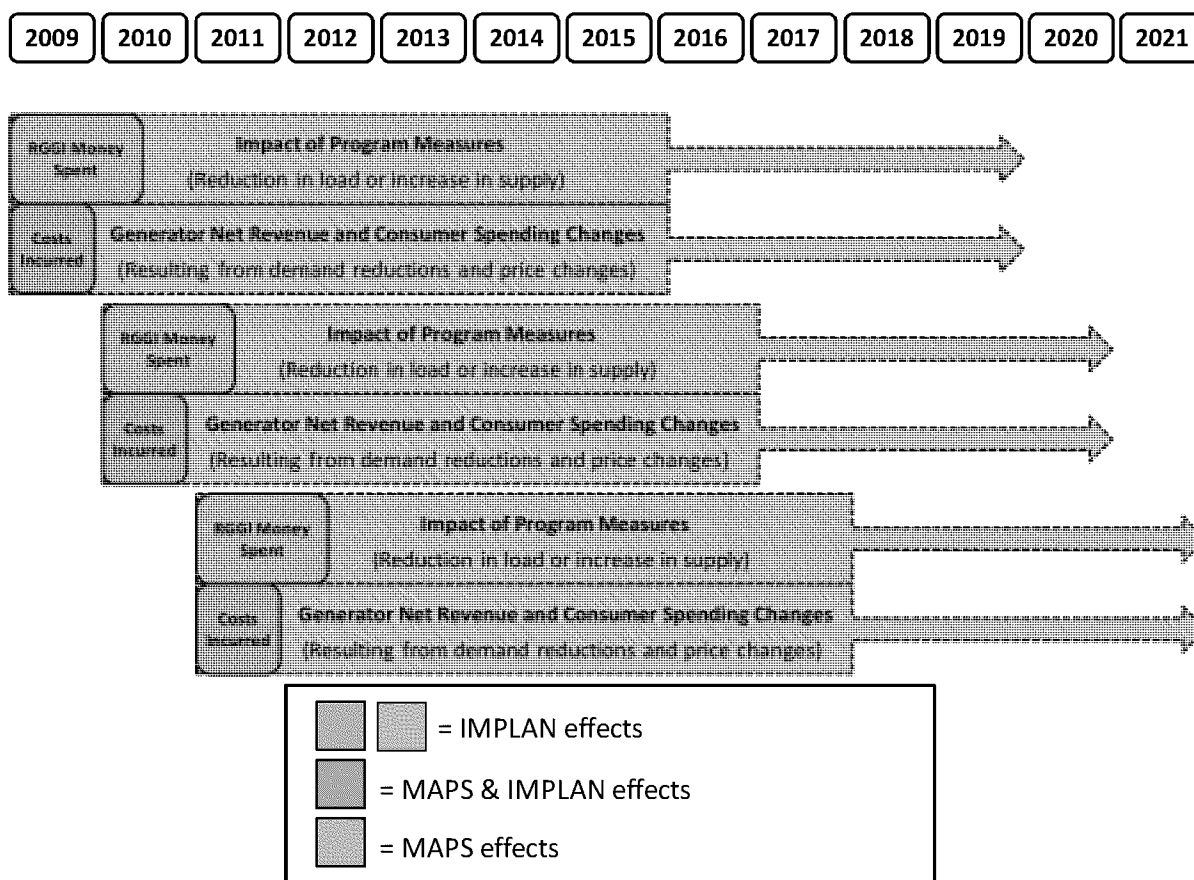 2009 2010 2011 2012 2013 2014 2015 2016 2017 2018 2019 2020 2021
RGGI Money
Spent
Impact of Program Measures
(Reduction in load or increase in supply)
Costs
Incurred
Generator Net Revenue and Consumer Spending Changes
(Resulting from demand reductions and price changes)
RGGI Money
Spent
Impact of Program Measures
(Reduction in load or increase in supply)
Costs
Incurred
Generator Net Revenue and Consumer Spending Changes
(Resulting from demand reductions and price changes)
RGGI Money
Spent
Impact of Program Measures
(Reduction in load or increase in supply)
Costs
Incurred
Generator Net Revenue and Consumer Spending Changes
(Resulting from demand reductions and price changes)
= IMPLAN effects
= MAPS & IMPLAN effects
= MAPS effects